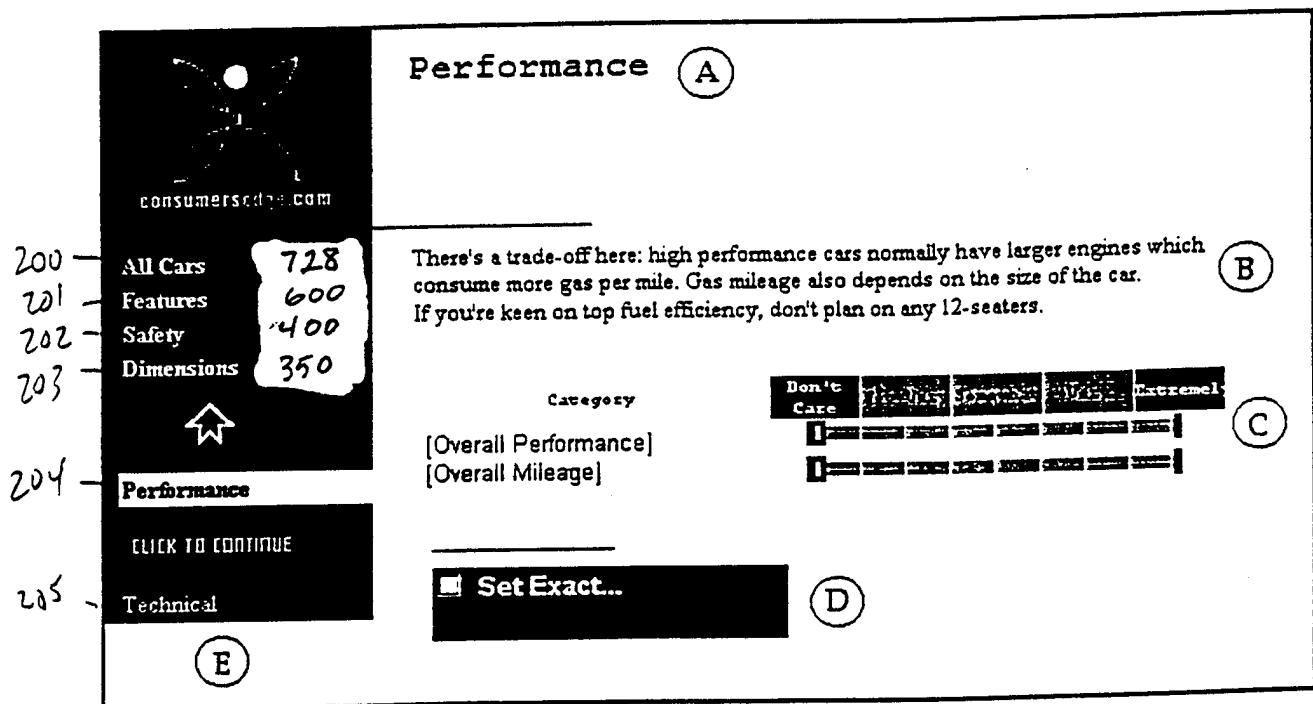 Performance A
consumersedge.com
200 All Cars 728
201 Features 600
202 Safety 400
203 Dimensions 350
There's a trade-off here: high performance cars normally have larger engines which
consume more gas per mile. Gas mileage also depends on the size of the car.
If you're keen on top fuel efficiency, don't plan on any 12-seaters.
B
Category
Don't
Care
Extremely
[Overall Performance]
[Overall Mileage]
C
204 Performance
CLICK TO CONTINUE
205 Technical
E
Set Exact...
D